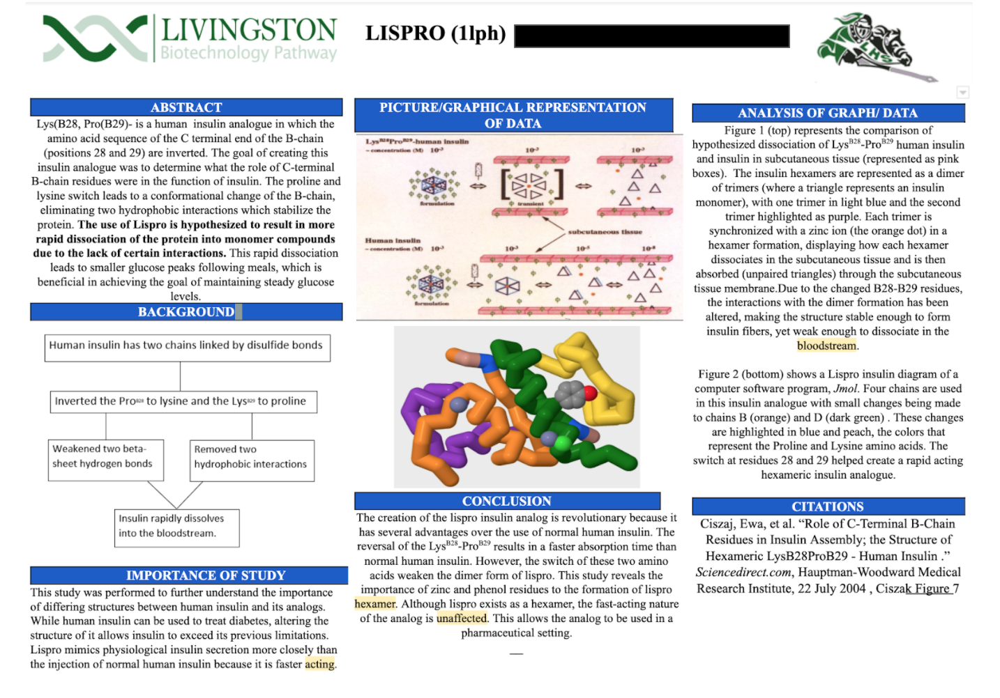 LIVINGSTON
Biotechnology Pathway
LISPRO (1lph)
LHS
ABSTRACT
Lys(B28, Pro(B29)- is a human  insulin analogue in which the
amino acid sequence of the C terminal end of the B-chain
(positions 28 and 29) are inverted. The goal of creating this
insulin analogue was to determine what the role of C-terminal
B-chain residues were in the function of insulin. The proline and
lysine switch leads to a conformational change of the B-chain,
eliminating two hydrophobic interactions which stabilize the
protein. The use of Lispro is hypothesized to result in more
rapid dissociation of the protein into monomer compounds
due to the lack of certain interactions. This rapid dissociation
leads to smaller glucose peaks following meals, which is
beneficial in achieving the goal of maintaining steady glucose
levels.
BACKGROUND
Human insulin has two chains linked by disulfide bonds
Inverted the Pro^B28 to lysine and the Lys^B29 to proline
Weakened two beta-
sheet hydrogen bonds
Removed two
hydrophobic interactions
Insulin rapidly dissolves
into the bloodstream.
IMPORTANCE OF STUDY
This study was performed to further understand the importance
of differing structures between human insulin and its analogs.
While human insulin can be used to treat diabetes, altering the
structure of it allows insulin to exceed its previous limitations.
Lispro mimics physiological insulin secretion more closely than
the injection of normal human insulin because it is faster acting.
PICTURE/GRAPHICAL REPRESENTATION
OF DATA
Lys^B28Pro^B29-human insulin
~ concentration (M) 10^-3 10^-3 10^-3
formulation
transient
subcutaneous tissue
Human insulin
~ concentration (M) 10^-3 10^-3 10^-5 10^-8
formulation
CONCLUSION
The creation of the lispro insulin analog is revolutionary because it
has several advantages over the use of normal human insulin. The
reversal of the Lys^B28-Pro^B29 results in a faster absorption time than
normal human insulin. However, the switch of these two amino
acids weaken the dimer form of lispro. This study reveals the
importance of zinc and phenol residues to the formation of lispro
hexamer. Although lispro exists as a hexamer, the fast-acting nature
of the analog is unaffected. This allows the analog to be used in a
pharmaceutical setting.
ANALYSIS OF GRAPH/ DATA
Figure 1 (top) represents the comparison of
hypothesized dissociation of Lys^B28-Pro^B29 human insulin
and insulin in subcutaneous tissue (represented as pink
boxes).  The insulin hexamers are represented as a dimer
of trimers (where a triangle represents an insulin
monomer), with one trimer in light blue and the second
trimer highlighted as purple. Each trimer is
synchronized with a zinc ion (the orange dot) in a
hexamer formation, displaying how each hexamer
dissociates in the subcutaneous tissue and is then
absorbed (unpaired triangles) through the subcutaneous
tissue membrane.Due to the changed B28-B29 residues,
the interactions with the dimer formation has been
altered, making the structure stable enough to form
insulin fibers, yet weak enough to dissociate in the
bloodstream.
Figure 2 (bottom) shows a Lispro insulin diagram of a
computer software program, Jmol. Four chains are used
in this insulin analogue with small changes being made
to chains B (orange) and D (dark green) . These changes
are highlighted in blue and peach, the colors that
represent the Proline and Lysine amino acids. The
switch at residues 28 and 29 helped create a rapid acting
hexameric insulin analogue.
CITATIONS
Ciszaj, Ewa, et al. “Role of C-Terminal B-Chain
Residues in Insulin Assembly; the Structure of
Hexameric LysB28ProB29 - Human Insulin .”
Sciencedirect.com, Hauptman-Woodward Medical
Research Institute, 22 July 2004 , Ciszak Figure 7